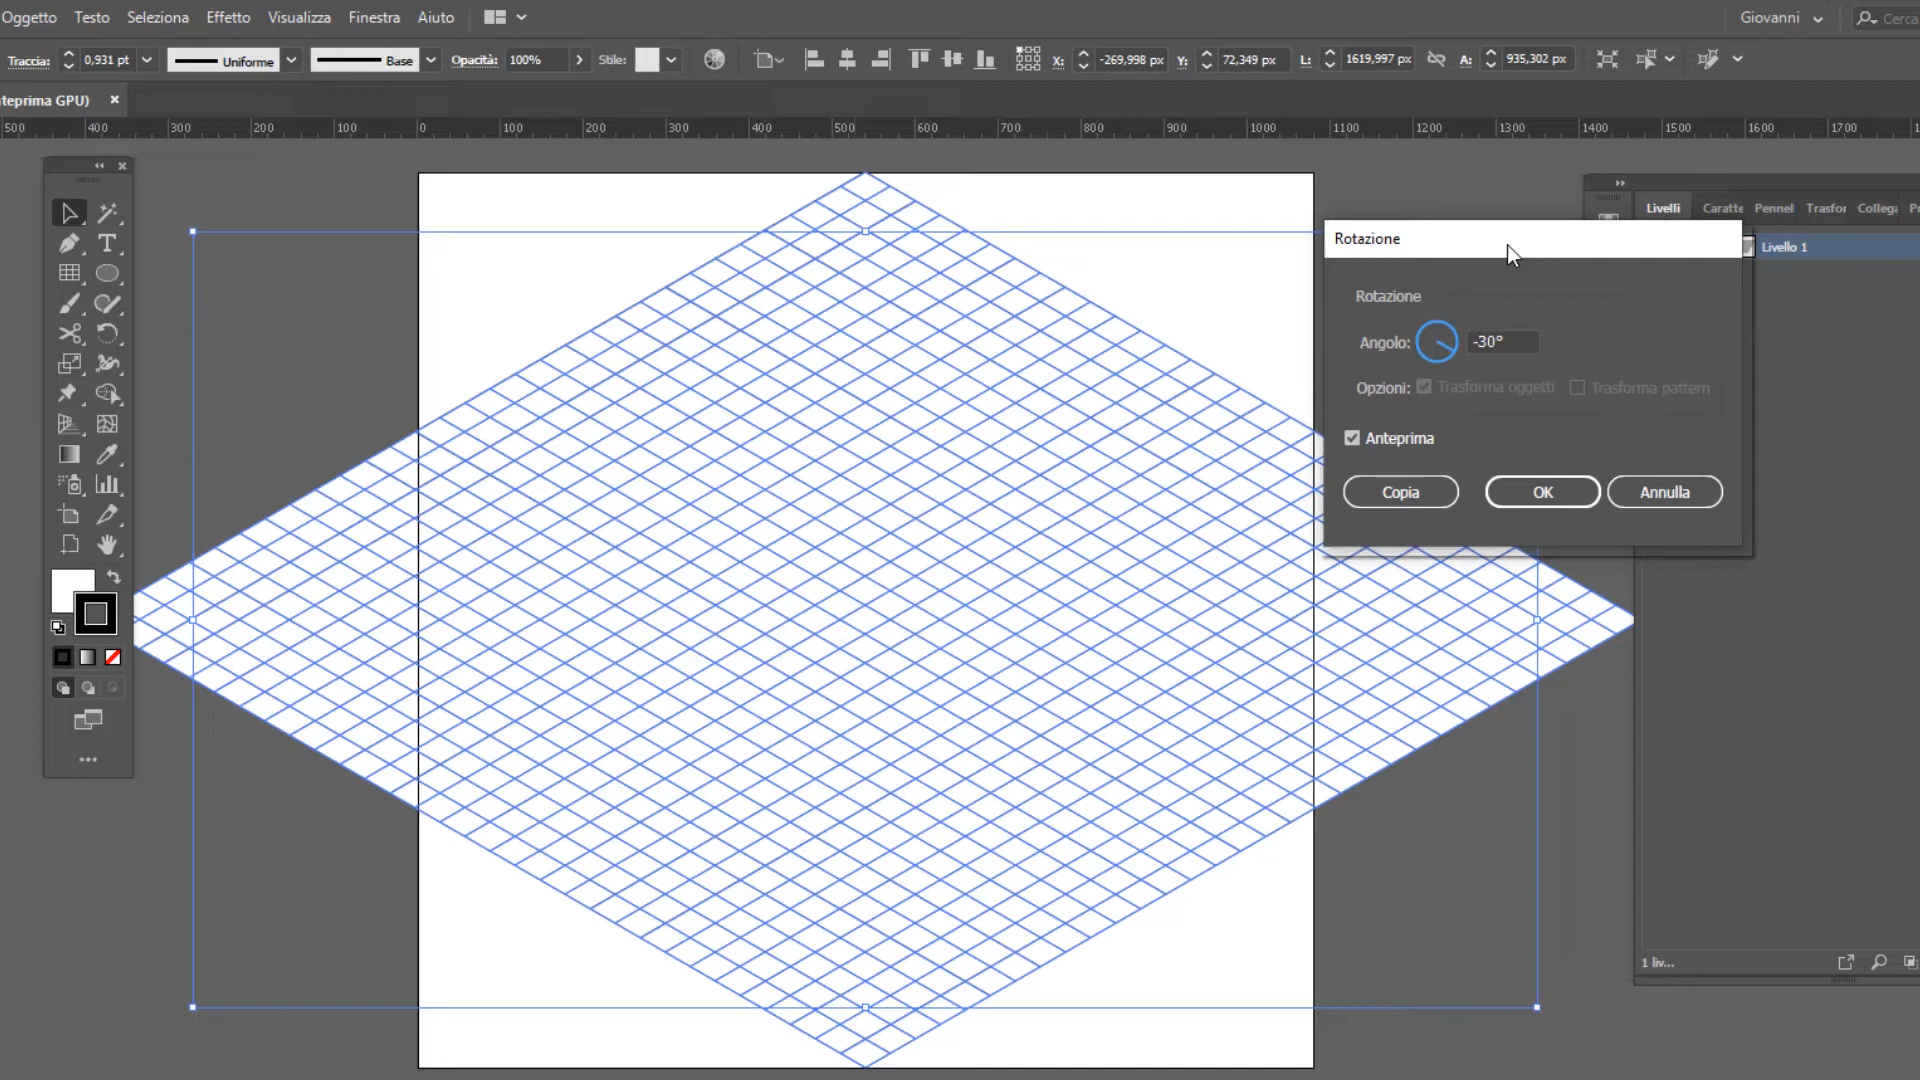 Oggetto Testo Seleziona Effetto Visualizza Finestra Aiuto Giovanni Cerca
Traccia: 0,931 pt Uniforme Base Opacità: 100% Stile: X: -269,998 px Y: 72,349 px L: 1619,997 px A: 935,302 px
teprima GPU) ×
500 400 300 200 100 0 100 200 300 400 500 600 700 800 900 1000 1100 1200 1300 1400 1500 1600 1700
Livelli Caratte Pennel Trasfor Collega
Livello 1
Rotazione
Rotazione
Angolo: -30°
Opzioni: Trasforma oggetti Trasforma pattern
Anteprima
Copia OK Annulla
1 liv...